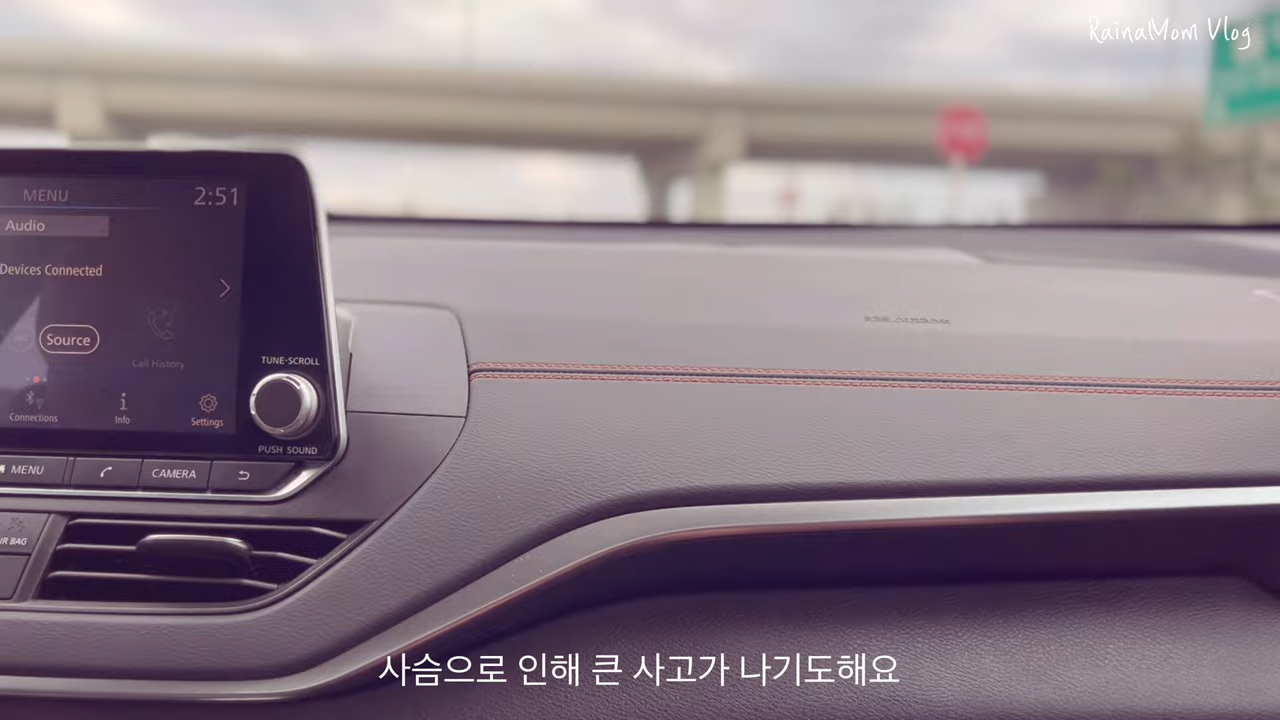 RainaMom Vlog
MENU
2:51
Audio
Devices Connected
Source
Call History
TUNE·SCROLL
Connections
Info
Settings
PUSH SOUND
MENU
CAMERA
AIRBAG
사슴으로 인해 큰 사고가 나기도해요